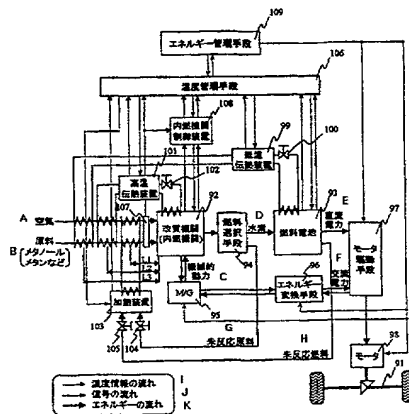 109
エネルギー管理手段
106
温度管理手段
内燃機関
制御装置
108
99
100
低温
伝熱装置
101
高温
伝熱装置
102
107
92
93
97
A
空気
B
原料
メタノール
メタンなど
改質機関
(内燃機関)
燃料
選択
手段
94
D
水素
燃料電池
E
直流
電力
F
モータ
駆動
手段
L1
L2
L3
機械的
動力
C
M/G
95
エネルギー
変換手段
96
交流
電力
加熱装置
103
105
104
G
未反応原料
H
未反応燃料
モータ
98
91
温度情報の流れ
I
信号の流れ
J
エネルギーの流れ
K